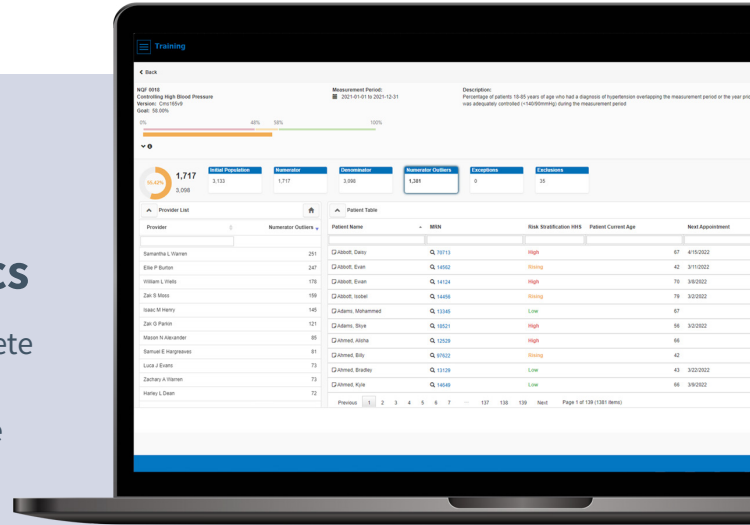 Training
Back
NQF 0018
Controlling High Blood Pressure
Version: Cms165v9
Goal: 58.00%
Measurement Period:
2021-01-01 to 2021-12-31
Description:
Percentage of patients 18-85 years of age who had a diagnosis of hypertension overlapping the measurement period or the year prio
was adequately controlled (<140/90mmHg) during the measurement period
0% 48% 58% 100%
55.42%
1,717
3,098
Initial Population Numerator Denominator Numerator Outliers Exceptions Exclusions
3,133 1,717 3,098 1,381 0 35
Provider List
Provider Numerator Outliers
Samantha L Warren 251
Ellie P Burton 247
William L Wells 178
Zak S Moss 159
Isaac M Henry 145
Zak G Parkin 121
Mason N Alexander 85
Samuel E Hargreaves 81
Luca J Evans 73
Zachary A Warren 73
Harley L Dean 72
Patient Table
Patient Name MRN Risk Stratification HHS Patient Current Age Next Appointment
Abbott, Daisy 70713 High 67 4/15/2022
Abbott, Evan 14562 Rising 42 3/11/2022
Abbott, Ewan 14124 High 70 3/8/2022
Abbott, Isobel 14456 Rising 79 3/2/2022
Adams, Mohammed 13345 Low 67
Adams, Skye 16521 High 56 3/2/2022
Ahmed, Alisha 12529 High 66
Ahmed, Billy 97622 Rising 42
Ahmed, Bradley 13129 Low 43 3/22/2022
Ahmed, Kyle 14649 Low 66 3/9/2022
Previous 1 2 3 4 5 6 7 ... 137 138 139 Next Page 1 of 139 (1381 items)
cs
ete
e